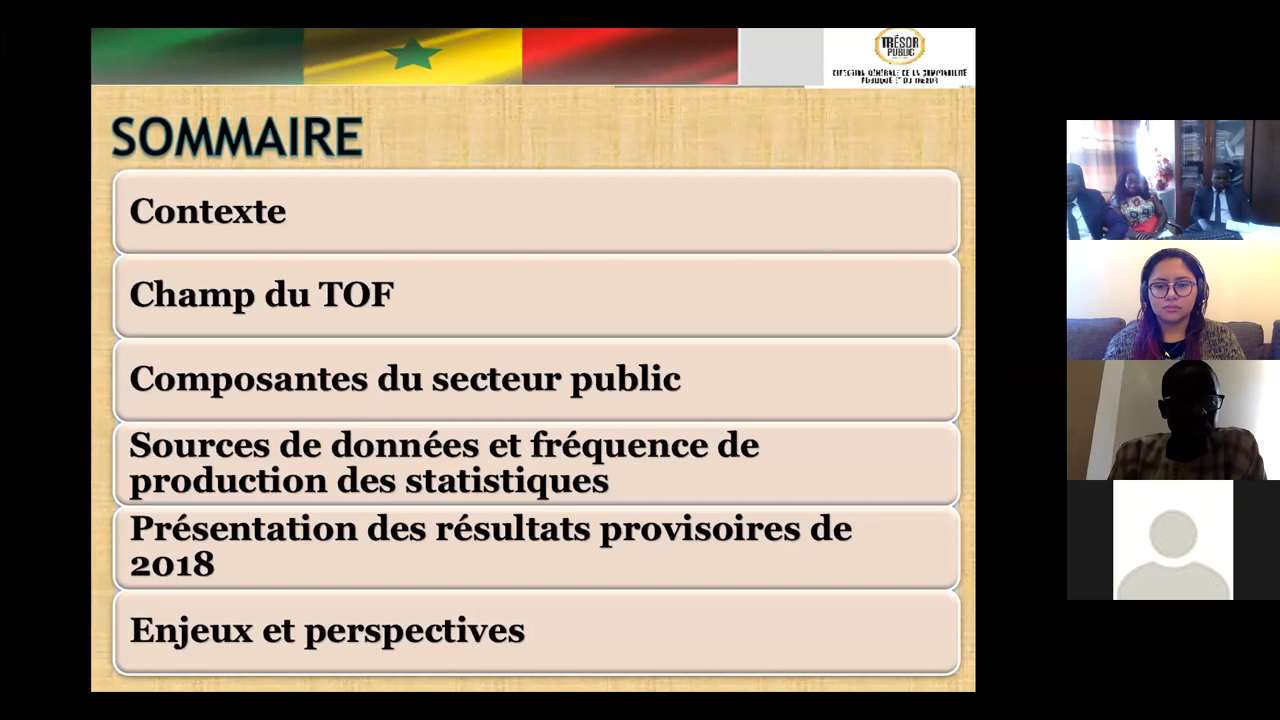 TRÉSOR
PUBLIC
DIRECTION GÉNÉRALE DE LA COMPTABILITÉ
PUBLIQUE ET DU TRÉSOR
SOMMAIRE
Contexte
Champ du TOF
Composantes du secteur public
Sources de données et fréquence de
production des statistiques
Présentation des résultats provisoires de
2018
Enjeux et perspectives